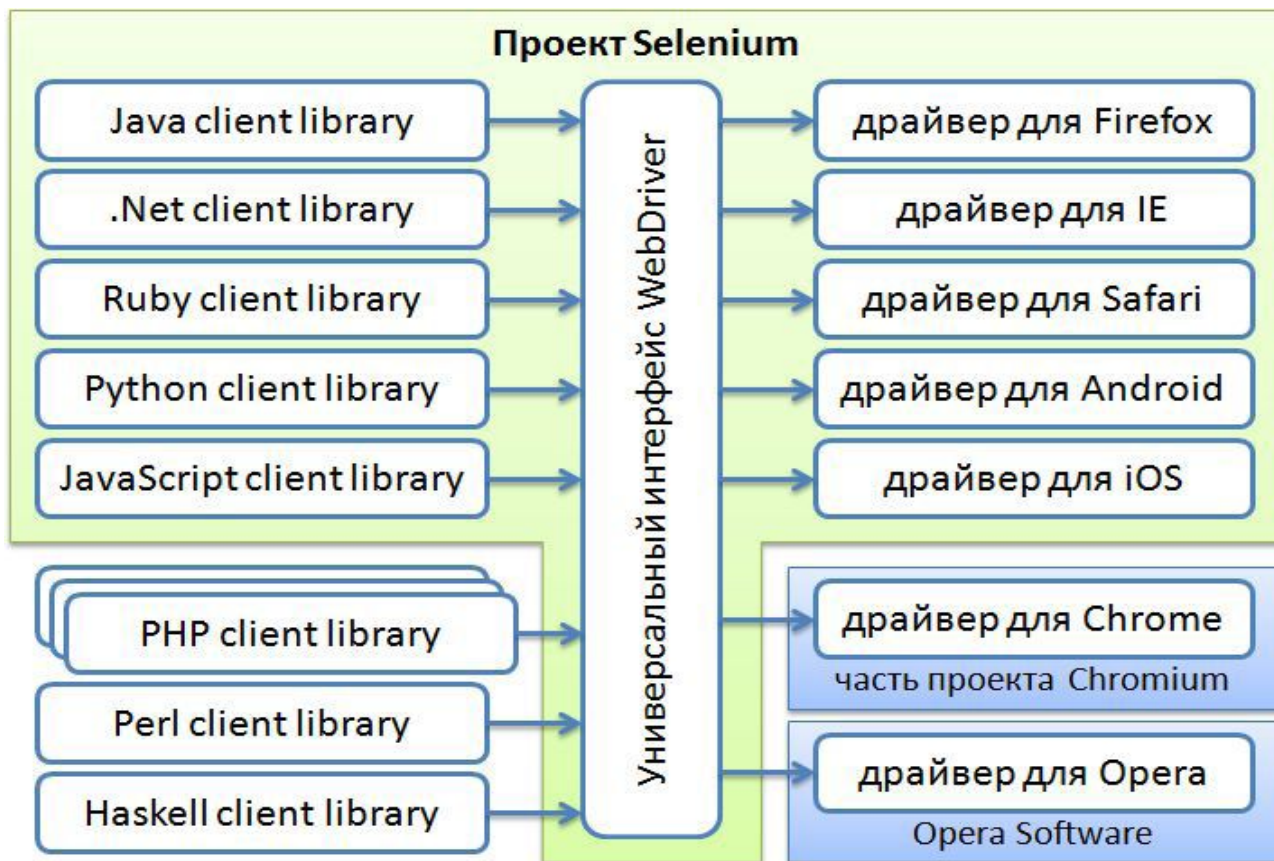 Проект Selenium
Java client library
.Net client library
Ruby client library
Python client library
JavaScript client library
PHP client library
Perl client library
Haskell client library
Универсальный интерфейс WebDriver
драйвер для Firefox
драйвер для IE
драйвер для Safari
драйвер для Android
драйвер для iOS
драйвер для Chrome
часть проекта Chromium
драйвер для Opera
Opera Software